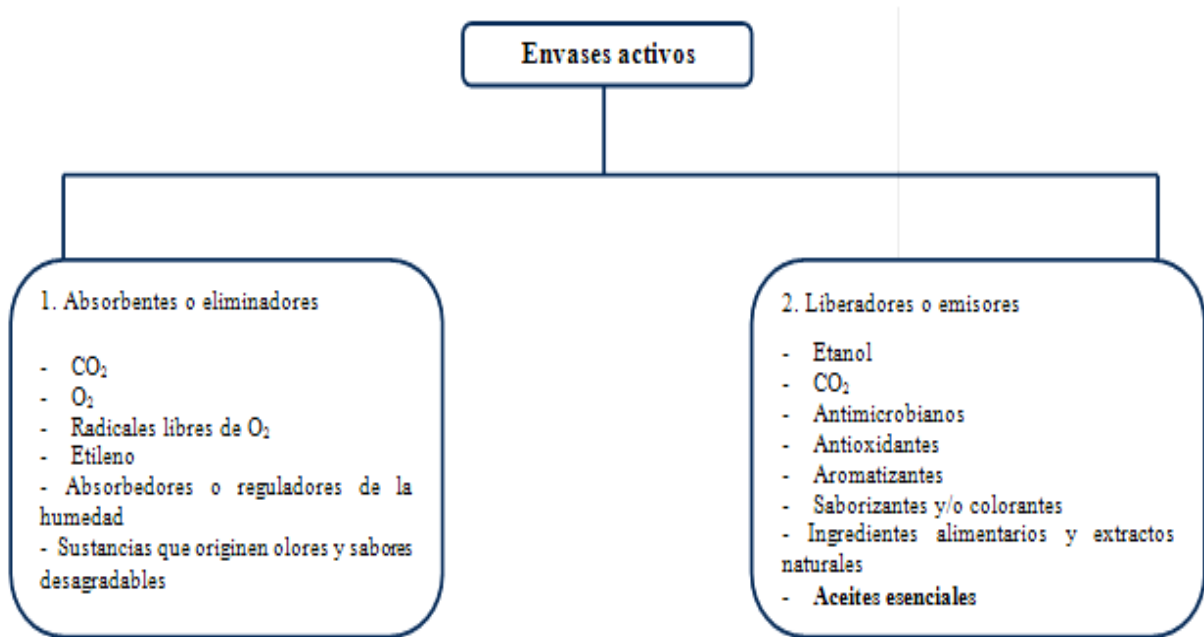 Envases activos
1. Absorbentes o eliminadores
- CO₂
- O₂
- Radicales libres de O₂
- Etileno
- Absorbedores o reguladores de la
humedad
- Sustancias que originen olores y sabores
desagradables
2. Liberadores o emisores
- Etanol
- CO₂
- Antimicrobianos
- Antioxidantes
- Aromatizantes
- Saborizantes y/o colorantes
- Ingredientes alimentarios y extractos
naturales
- Aceites esenciales